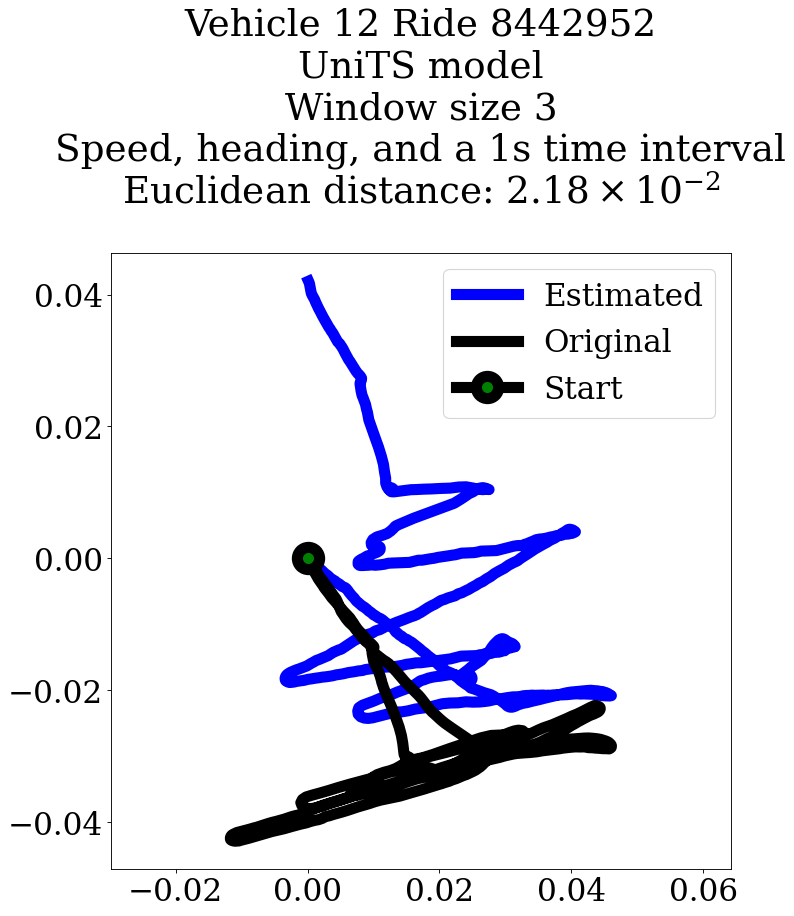 Vehicle 12 Ride 8442952
UniTS model
Window size 3
Speed, heading, and a 1s time interval
Euclidean distance: 2.18 × 10⁻²
Estimated
Original
Start
0.04
0.02
0.00
−0.02
−0.04
−0.02 0.00 0.02 0.04 0.06